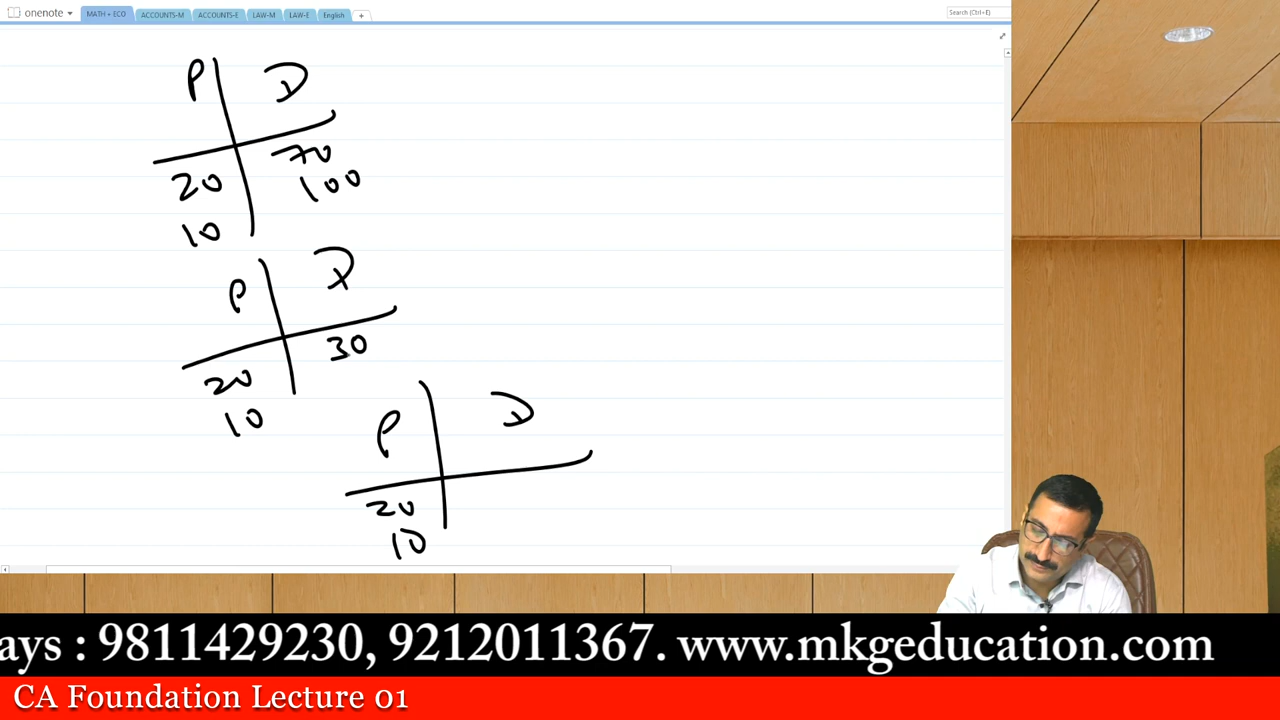 onenote MATH + ECO ACCOUNTS-M ACCOUNTS-E LAW-M LAW-E English + Search (Ctrl+E)
P D
20 70
10 100
P D
20 30
10
P D
20
10
ays : 9811429230, 9212011367. www.mkgeducation.com
CA Foundation Lecture 01